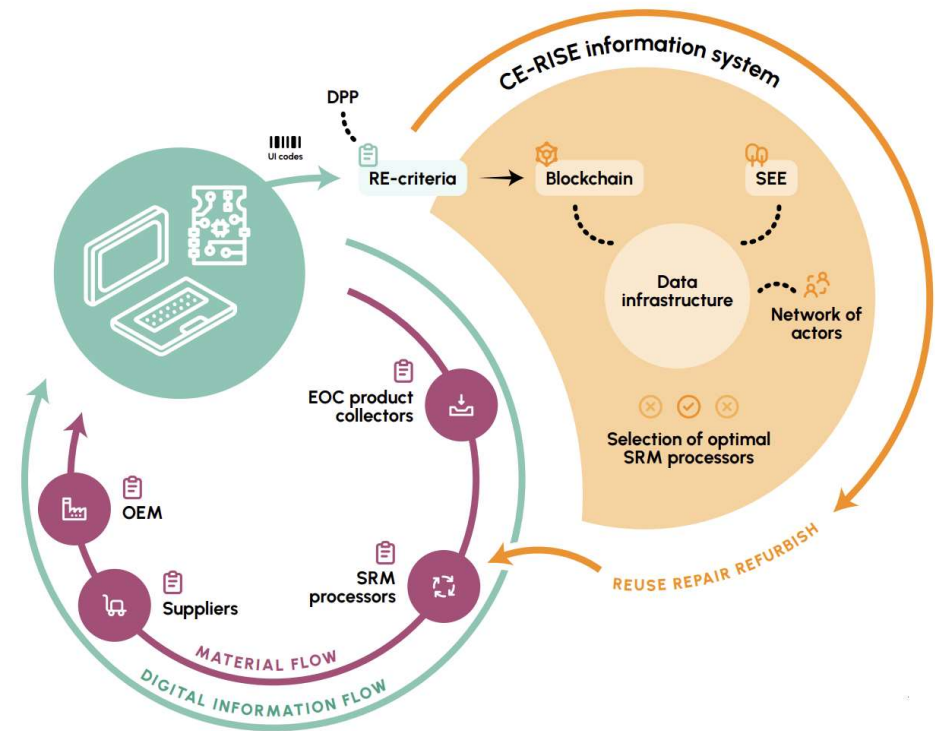 CE-RISE information system
DPP
UI codes
RE-criteria
Blockchain
SEE
Data
infrastructure
Network of
actors
EOC product
collectors
Selection of optimal
SRM processors
OEM
SRM
processors
Suppliers
REUSE REPAIR REFURBISH
MATERIAL FLOW
DIGITAL INFORMATION FLOW